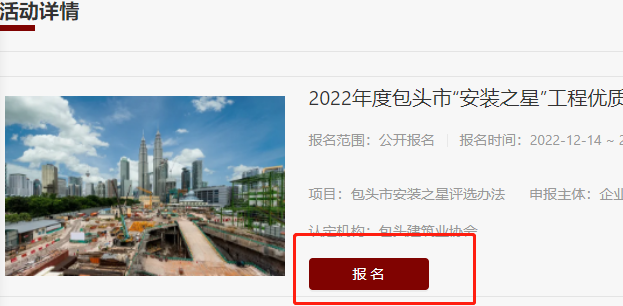 活动详情
2022年度包头市“安装之星”工程优质
报名范围：公开报名 报名时间：2022-12-14 ~ 2
项目：包头市安装之星评选办法 申报主体：企业
认定机构：包头建筑业协会
报 名